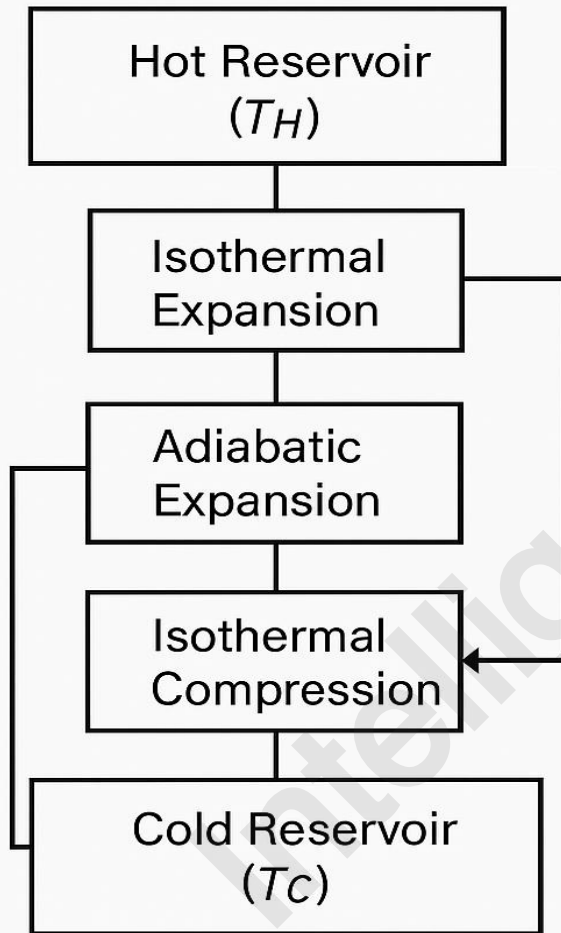 Hot Reservoir
(TH)
Isothermal
Expansion
Adiabatic
Expansion
Isothermal
Compression
Cold Reservoir
(TC)